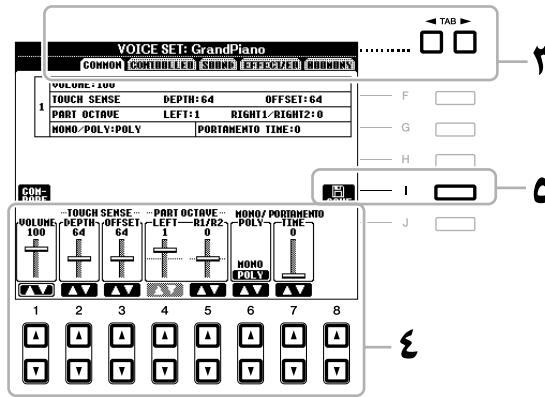 ◄ TAB ►
VOICE SET: GrandPiano
COMMON CONTROLLER SOUND EFFECT/EQ HARMONY
٣
VOLUME:100
1 TOUCH SENSE DEPTH:64 OFFSET:64
PART OCTAVE LEFT:1 RIGHT1/RIGHT2:0
MONO/POLY:POLY PORTAMENTO TIME:0
F
G
H
I
٥
J
COM-
TOUCH SENSE PART OCTAVE MONO/ PORTAMENTO
VOLUME DEPTH OFFSET LEFT R1/R2 POLY TIME
100 64 64 1 0 0
MONO
POLY
1 2 3 4 5 6 7 8
٤